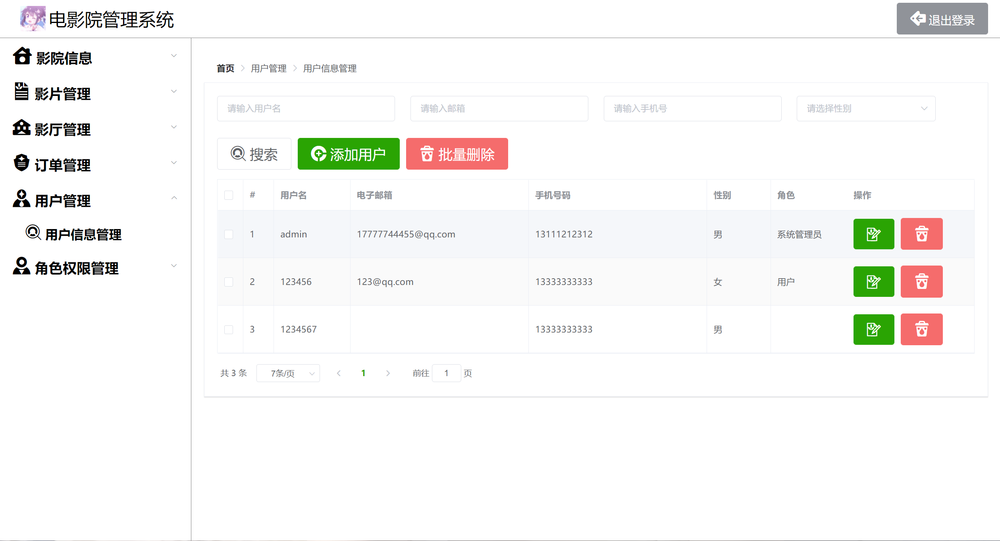 电影院管理系统
退出登录
影院信息
影片管理
影厅管理
订单管理
用户管理
用户信息管理
角色权限管理
首页 用户管理 用户信息管理
请输入用户名 请输入邮箱 请输入手机号 请选择性别
搜索 添加用户 批量删除
# 用户名 电子邮箱 手机号码 性别 角色 操作
1 admin 17777744455@qq.com 13111212312 男 系统管理员
2 123456 123@qq.com 13333333333 女 用户
3 1234567 13333333333 男
共 3 条 7条/页 1 前往 1 页